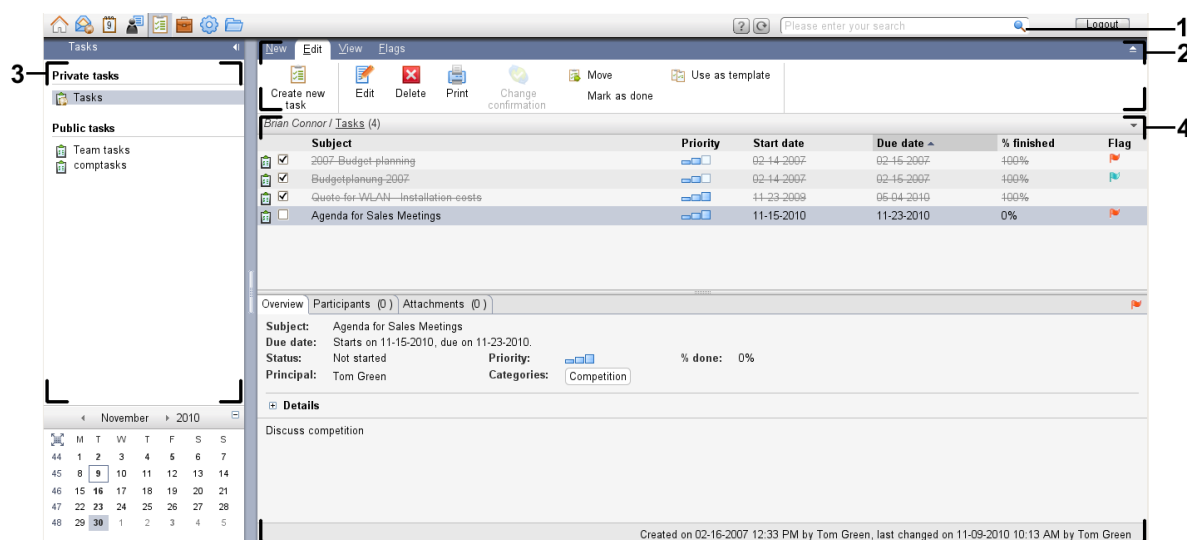 9 ? Please enter your search Logout 1
Tasks
New Edit View Flags 2
3 Private tasks
Tasks
Public tasks
Team tasks
comptasks
Create new task
Edit Delete Print Change confirmation
Move
Mark as done
Use as template
Brian Connor / Tasks (4) 4
Subject Priority Start date Due date % finished Flag
2007 Budget planning 02-14-2007 02-15-2007 100%
Budgetplanung 2007 02-14-2007 02-15-2007 100%
Quote for WLAN - Installation costs 11-23-2009 05-04-2010 100%
Agenda for Sales Meetings 11-15-2010 11-23-2010 0%
Overview Participants (0) Attachments (0)
Subject: Agenda for Sales Meetings
Due date: Starts on 11-15-2010, due on 11-23-2010.
Status: Not started Priority: % done: 0%
Principal: Tom Green Categories: Competition
Details
Discuss competition
November 2010
M T W T F S S
44 1 2 3 4 5 6 7
45 8 9 10 11 12 13 14
46 15 16 17 18 19 20 21
47 22 23 24 25 26 27 28
48 29 30 1 2 3 4 5
Created on 02-16-2007 12:33 PM by Tom Green, last changed on 11-09-2010 10:13 AM by Tom Green